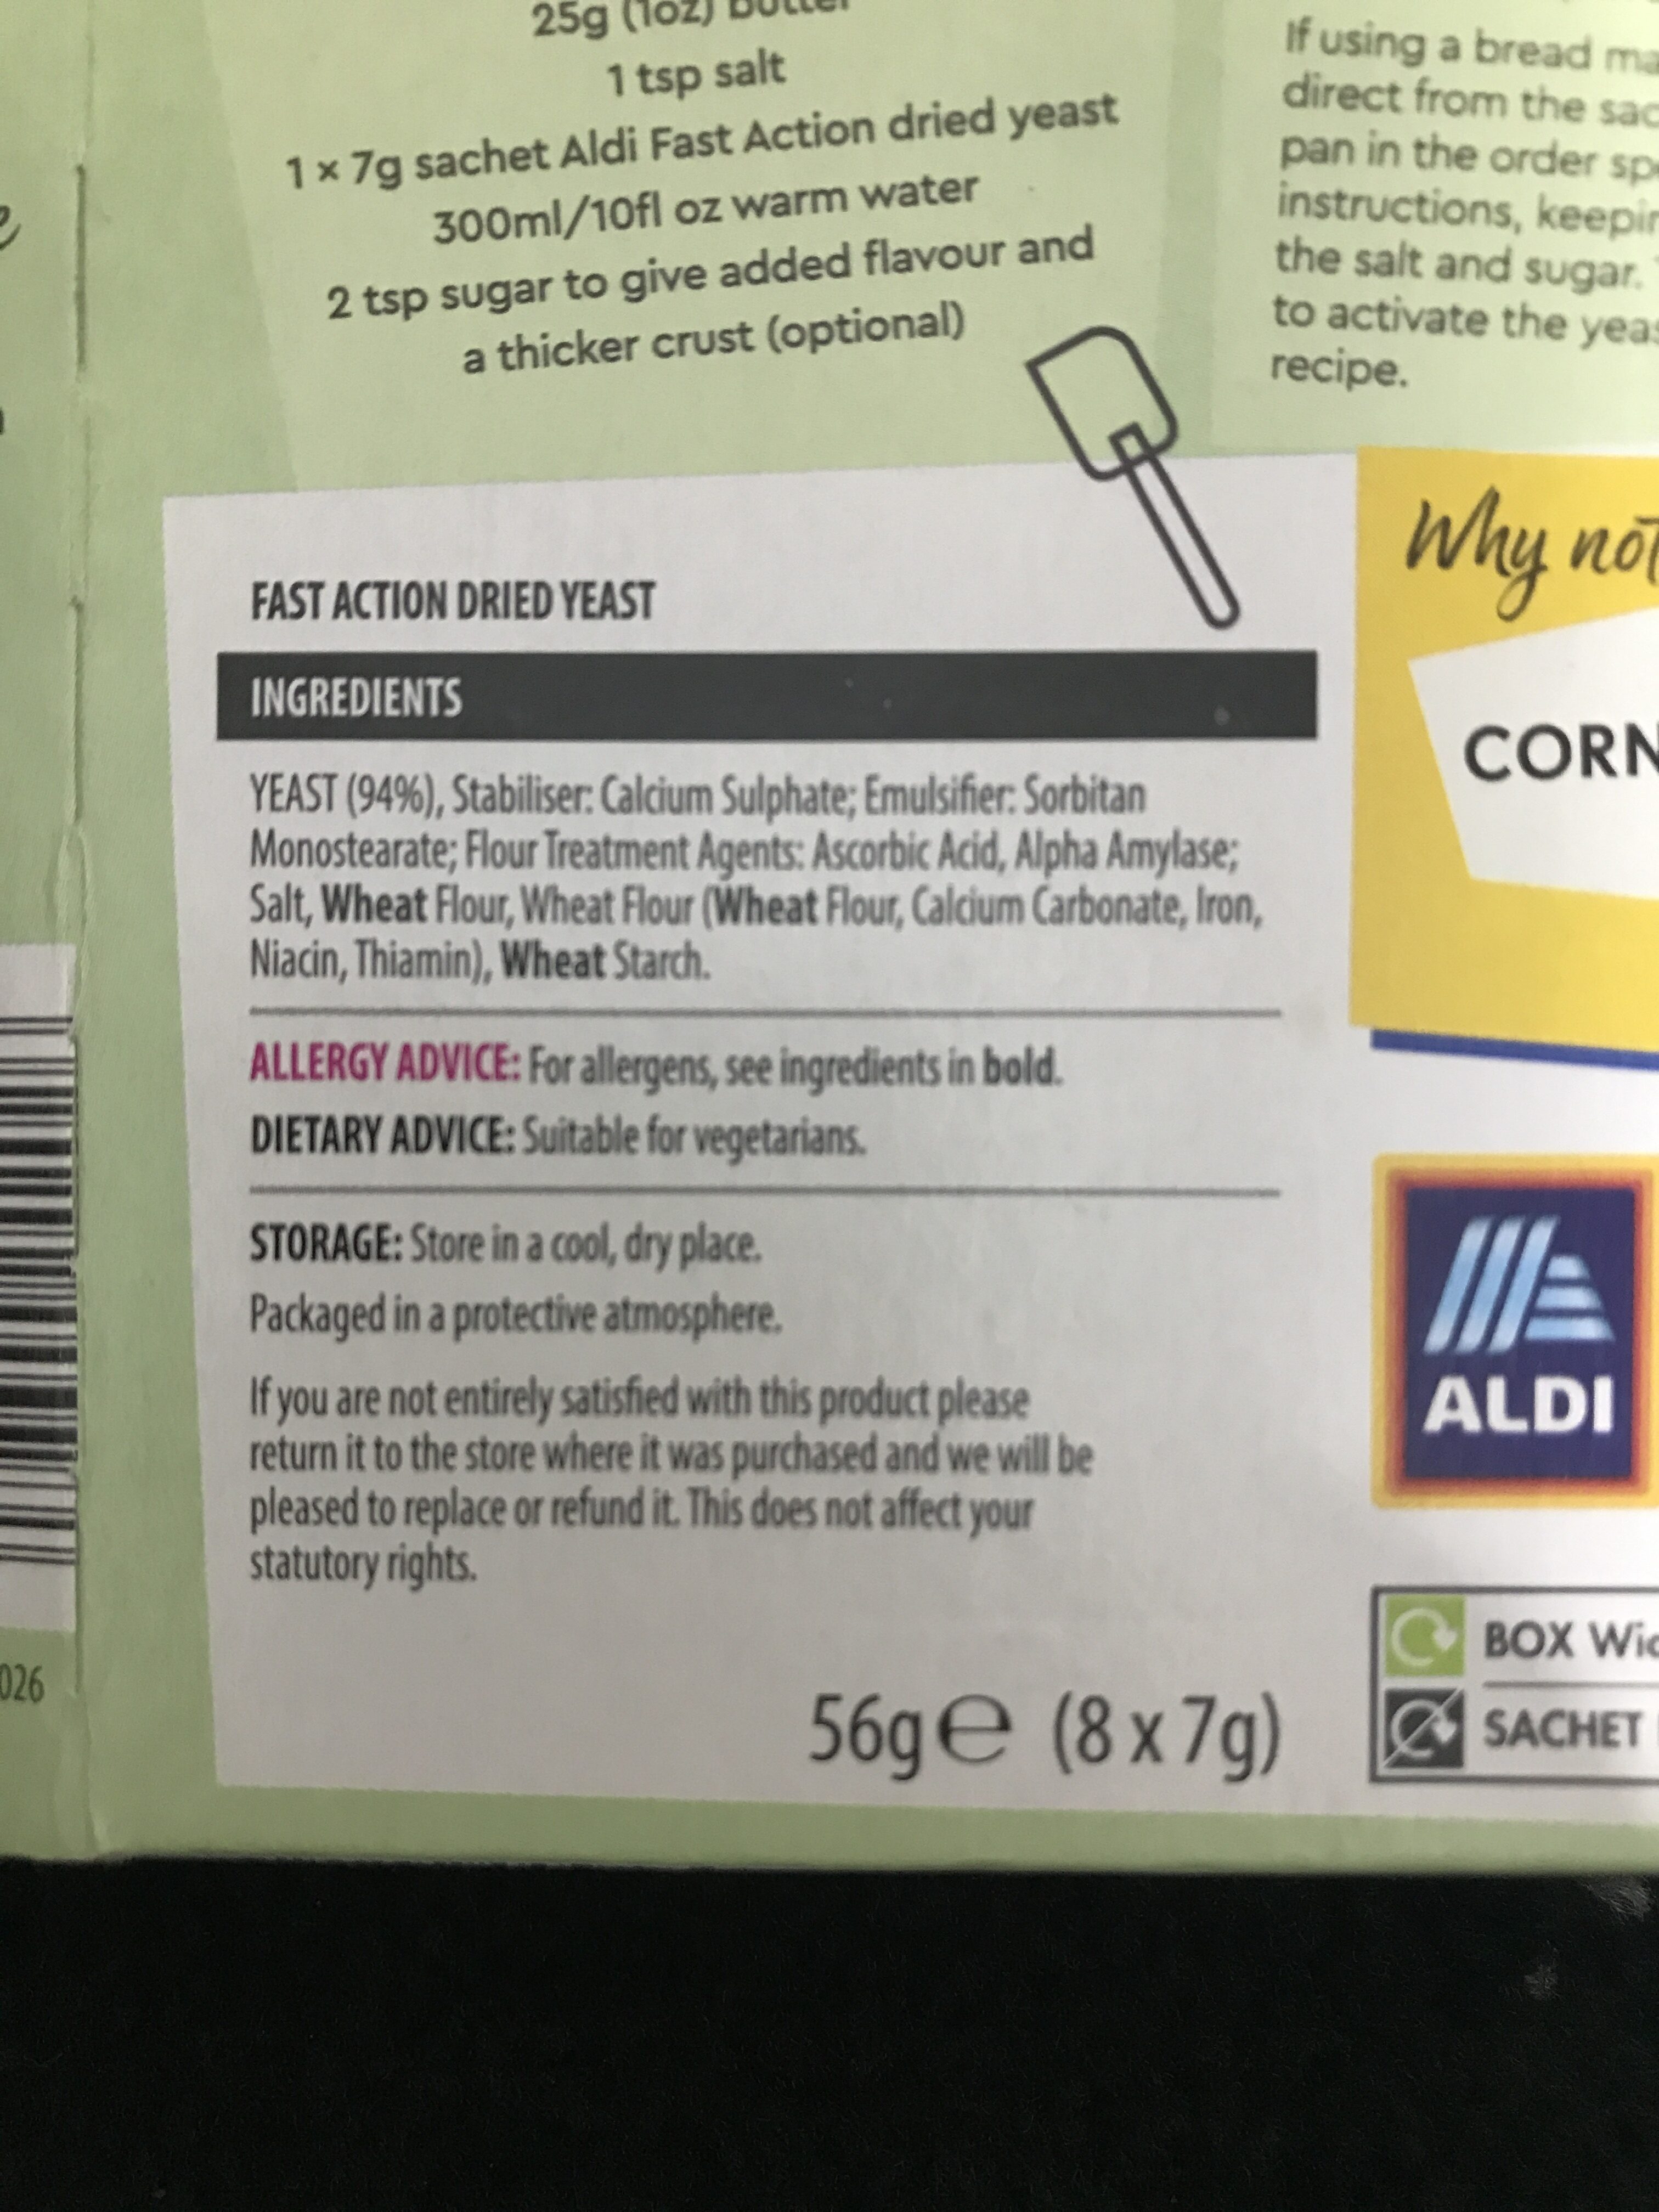 25g (1oz) butter
1 tsp salt
1 × 7g sachet Aldi Fast Action dried yeast
300ml/10fl oz warm water
2 tsp sugar to give added flavour and
a thicker crust (optional)
If using a bread
direct from the
pan in the order
instructions,
the salt and sugar.
to activate the
recipe.
FAST ACTION DRIED YEAST
INGREDIENTS
YEAST (94%), Stabiliser: Calcium Sulphate; Emulsifier: Sorbitan
Monostearate; Flour Treatment Agents: Ascorbic Acid, Alpha Amylase;
Salt, Wheat Flour, Wheat Flour (Wheat Flour, Calcium Carbonate, Iron,
Niacin, Thiamin), Wheat Starch.
ALLERGY ADVICE: For allergens, see ingredients in bold.
DIETARY ADVICE: Suitable for vegetarians.
STORAGE: Store in a cool, dry place.
Packaged in a protective atmosphere.
If you are not entirely satisfied with this product please
return it to the store where it was purchased and we will be
pleased to replace or refund it. This does not affect your
statutory rights.
56g e (8 x 7g)
Why not
CORN
ALDI
BOX
SACHET
026